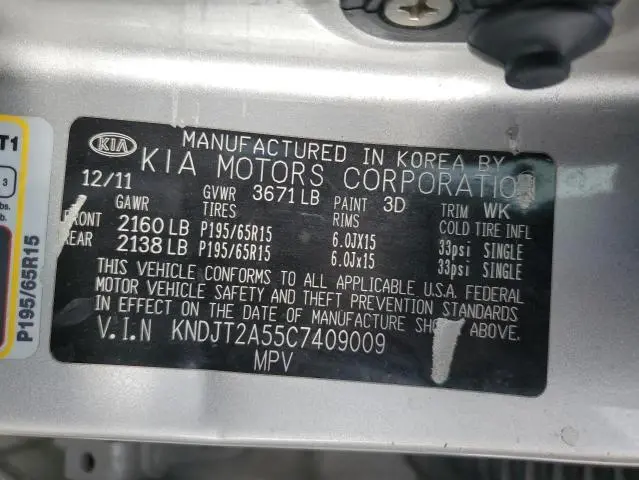 KIA MANUFACTURED IN KOREA BY
KIA MOTORS CORPORATION
12/11 GVWR 3671 LB PAINT 3D TRIM WK
GAWR TIRES RIMS COLD TIRE INFL
FRONT 2160 LB P195/65R15 6.0JX15 33psi SINGLE
REAR 2138 LB P195/65R15 6.0Jx15 33psi SINGLE
THIS VEHICLE CONFORMS TO ALL APPLICABLE U.S.A. FEDERAL
MOTOR VEHICLE SAFETY AND THEFT PREVENTION STANDARDS
IN EFFECT ON THE DATE OF MANUFACTURE ABOVE.
V.I.N KNDJT2A55C7409009
MPV
T1
3
s.
b.
P195/65R15